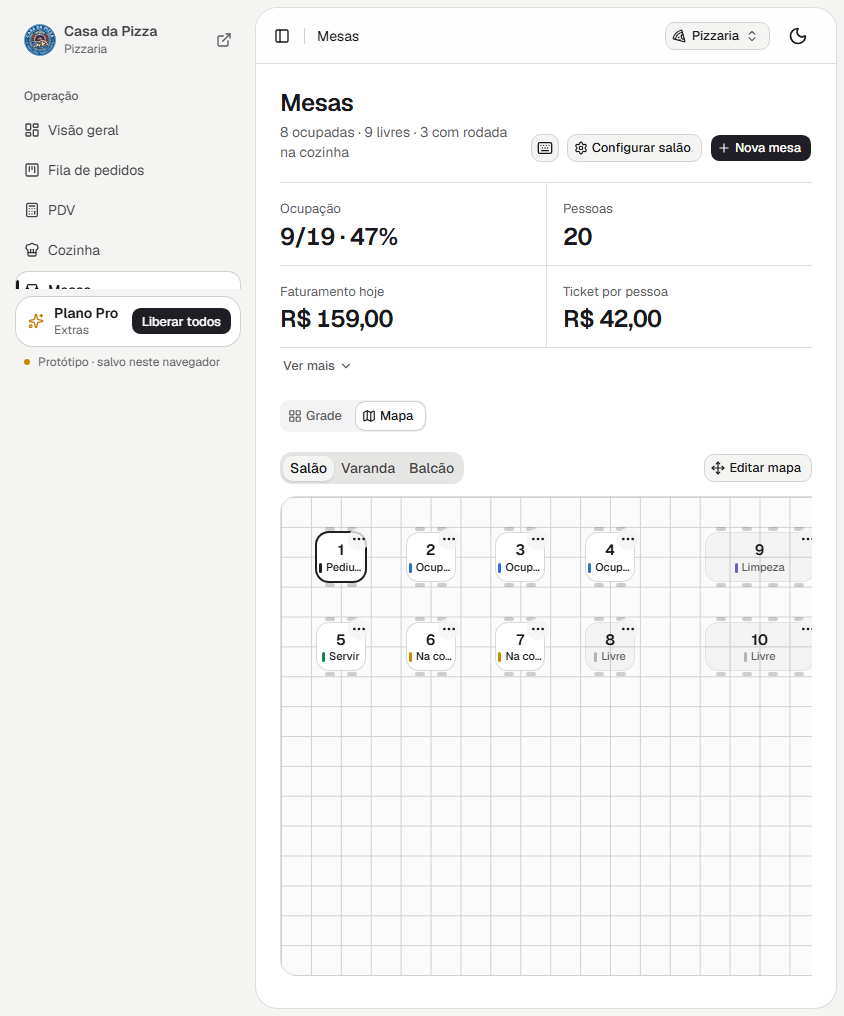 Casa da Pizza
Pizzaria
Operação
Visão geral
Fila de pedidos
PDV
Cozinha
Mesas
Plano Pro
Extras
Liberar todos
Protótipo · salvo neste navegador
Mesas
Pizzaria
Mesas
8 ocupadas · 9 livres · 3 com rodada
na cozinha
Configurar salão
Nova mesa
Ocupação
9/19 · 47%
Pessoas
20
Faturamento hoje
R$ 159,00
Ticket por pessoa
R$ 42,00
Ver mais
Grade
Mapa
Salão
Varanda
Balcão
Editar mapa
1
Pediu...
2
Ocup...
3
Ocup...
4
Ocup...
9
Limpeza
5
Servir
6
Na co...
7
Na co...
8
Livre
10
Livre